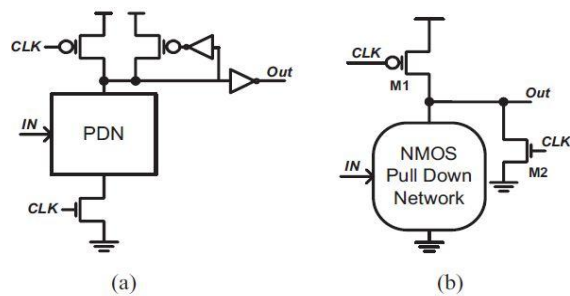 CLK
Out
IN
PDN
CLK
(a)
CLK
M1
Out
CLK
M2
IN
NMOS
Pull Down
Network
(b)